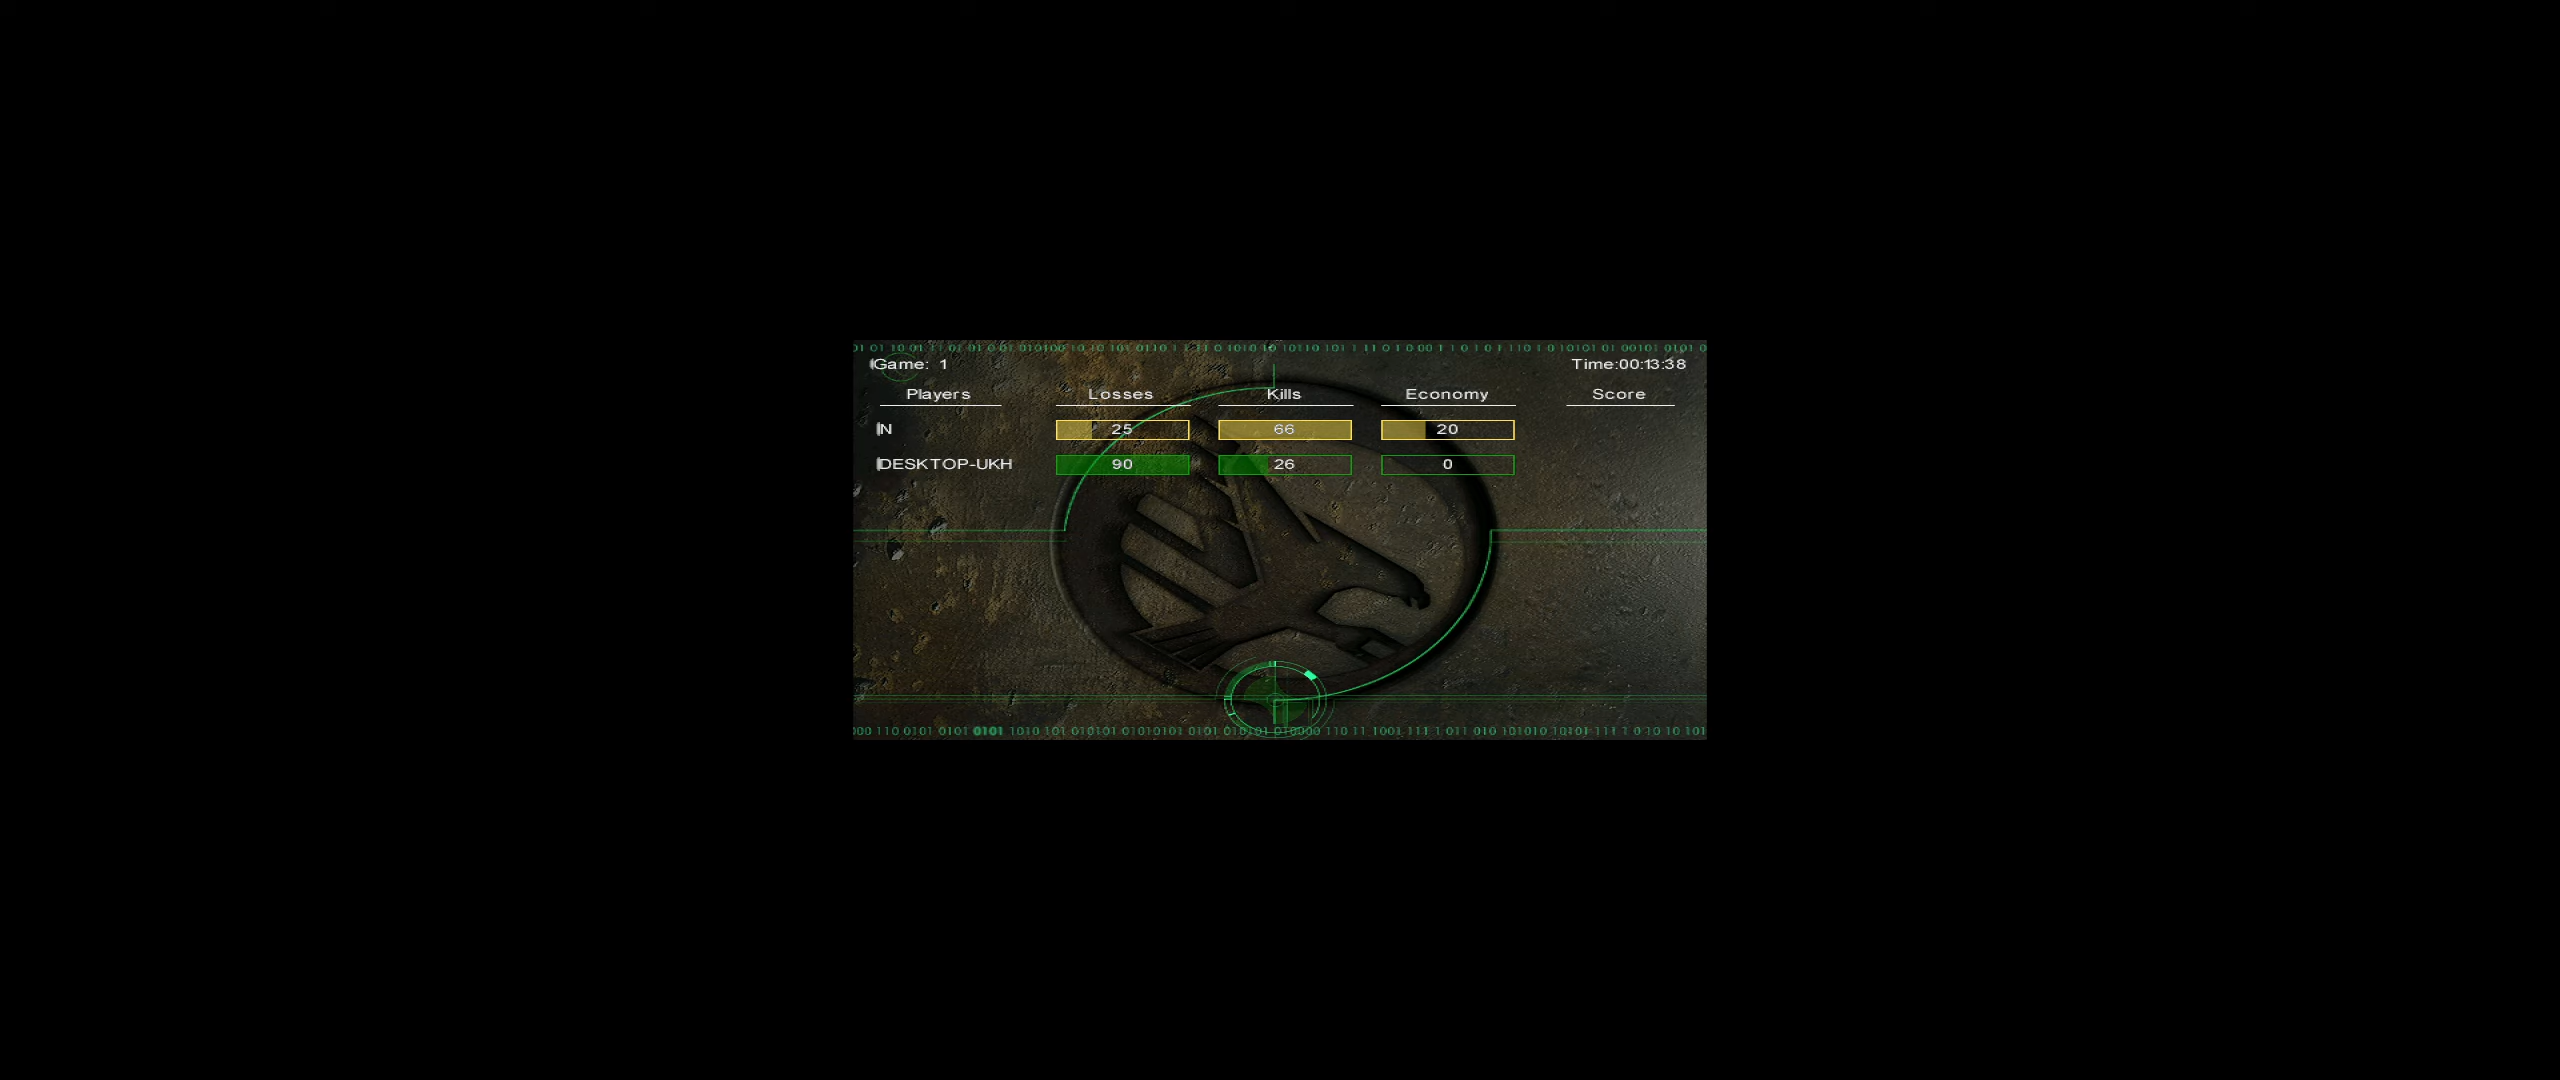 Game: 1
Time:00:13:38
Players Losses Kills Economy Score
N 25 66 20
DESKTOP-UKH 90 26 0